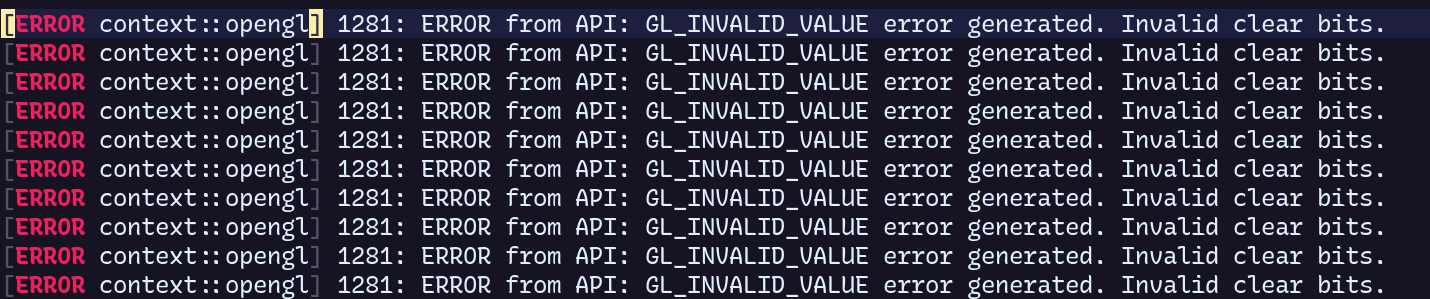 [ERROR context::opengl] 1281: ERROR from API: GL_INVALID_VALUE error generated. Invalid clear bits.
[ERROR context::opengl] 1281: ERROR from API: GL_INVALID_VALUE error generated. Invalid clear bits.
[ERROR context::opengl] 1281: ERROR from API: GL_INVALID_VALUE error generated. Invalid clear bits.
[ERROR context::opengl] 1281: ERROR from API: GL_INVALID_VALUE error generated. Invalid clear bits.
[ERROR context::opengl] 1281: ERROR from API: GL_INVALID_VALUE error generated. Invalid clear bits.
[ERROR context::opengl] 1281: ERROR from API: GL_INVALID_VALUE error generated. Invalid clear bits.
[ERROR context::opengl] 1281: ERROR from API: GL_INVALID_VALUE error generated. Invalid clear bits.
[ERROR context::opengl] 1281: ERROR from API: GL_INVALID_VALUE error generated. Invalid clear bits.
[ERROR context::opengl] 1281: ERROR from API: GL_INVALID_VALUE error generated. Invalid clear bits.
[ERROR context::opengl] 1281: ERROR from API: GL_INVALID_VALUE error generated. Invalid clear bits.